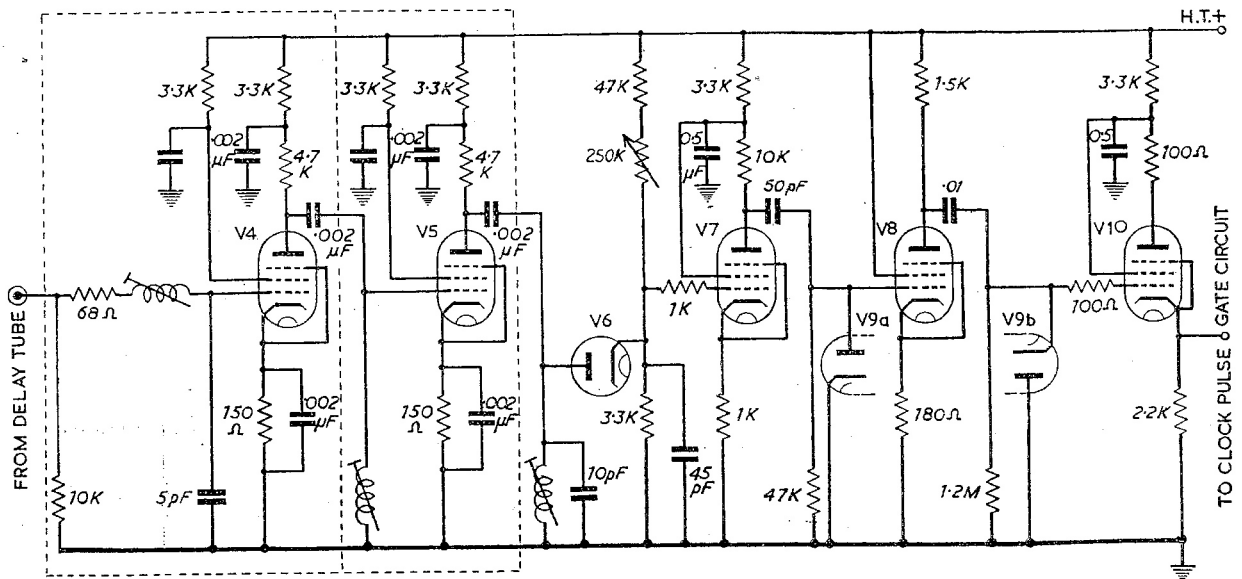 H.T.+
3·3K
3·3K
3·3K
3·3K
47K
3·3K
1·5K
3·3K
·002
µF
·002
µF
0.5
µF
0.5
4·7
K
4·7
K
250K
10K
100Ω
50pF
·01
V4
·002
µF
V5
·002
µF
V7
V8
V10
68Ω
1K
100Ω
V6
V9a
V9b
FROM DELAY TUBE
TO CLOCK PULSE
GATE CIRCUIT
150
Ω
·002
µF
150
Ω
·002
µF
3·3K
1K
180Ω
2·2K
10K
5pF
10pF
45
pF
47K
1·2M